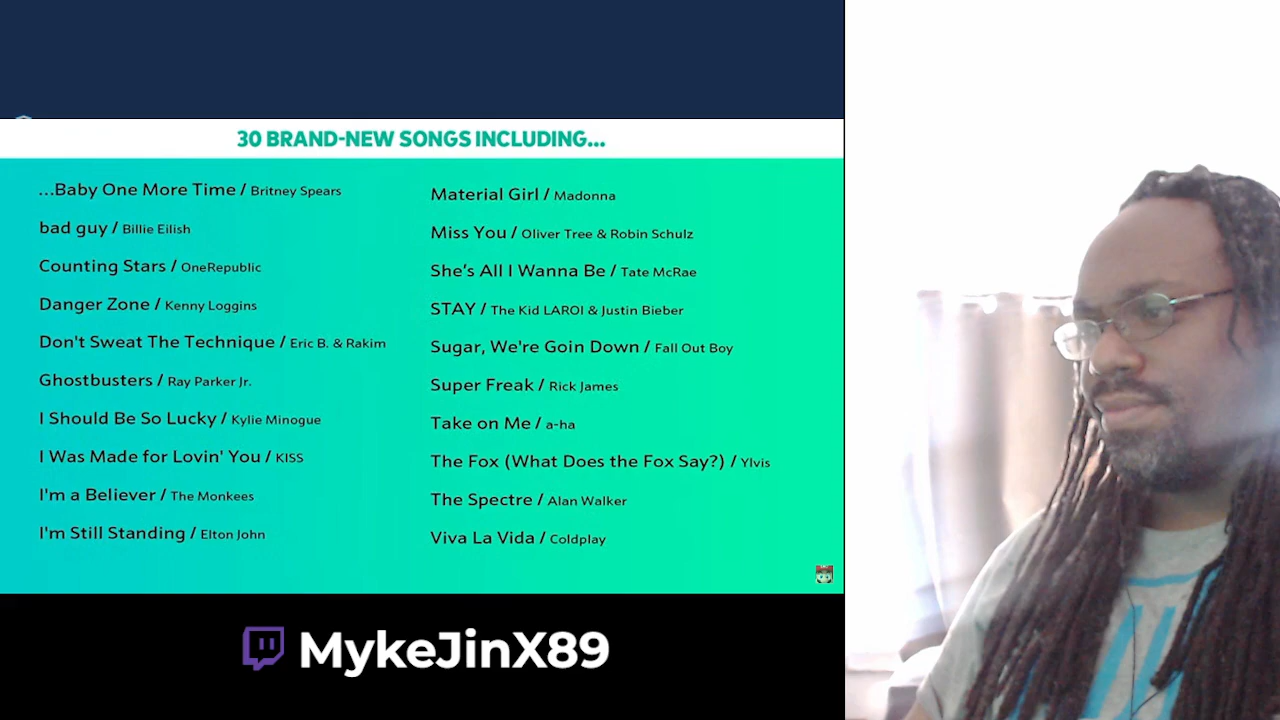 30 BRAND-NEW SONGS INCLUDING...
...Baby One More Time / Britney Spears
bad guy / Billie Eilish
Counting Stars / OneRepublic
Danger Zone / Kenny Loggins
Don't Sweat The Technique / Eric B. & Rakim
Ghostbusters / Ray Parker Jr.
I Should Be So Lucky / Kylie Minogue
I Was Made for Lovin' You / KISS
I'm a Believer / The Monkees
I'm Still Standing / Elton John
Material Girl / Madonna
Miss You / Oliver Tree & Robin Schulz
She's All I Wanna Be / Tate McRae
STAY / The Kid LAROI & Justin Bieber
Sugar, We're Goin Down / Fall Out Boy
Super Freak / Rick James
Take on Me / a-ha
The Fox (What Does the Fox Say?) / Ylvis
The Spectre / Alan Walker
Viva La Vida / Coldplay
MykeJinX89